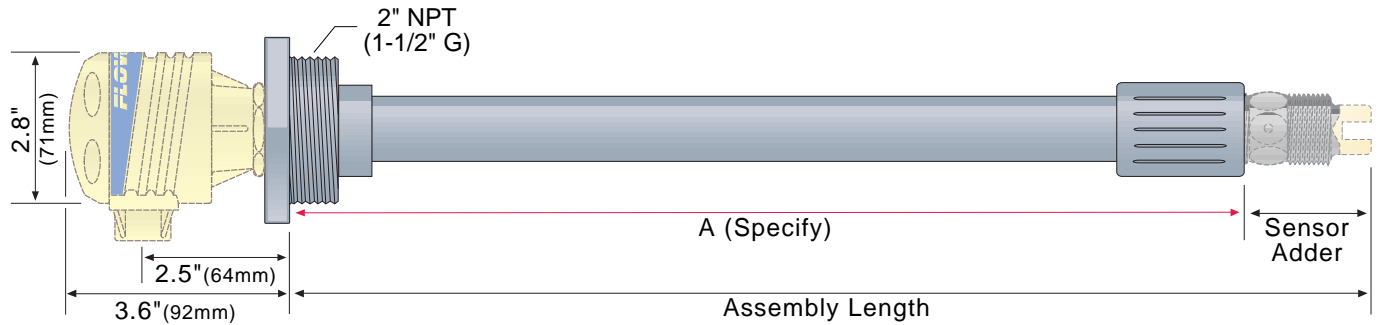 2" NPT
(1-1/2" G)
2.8"
(71mm)
A (Specify)
Sensor
Adder
2.5"(64mm)
3.6"(92mm)
Assembly Length